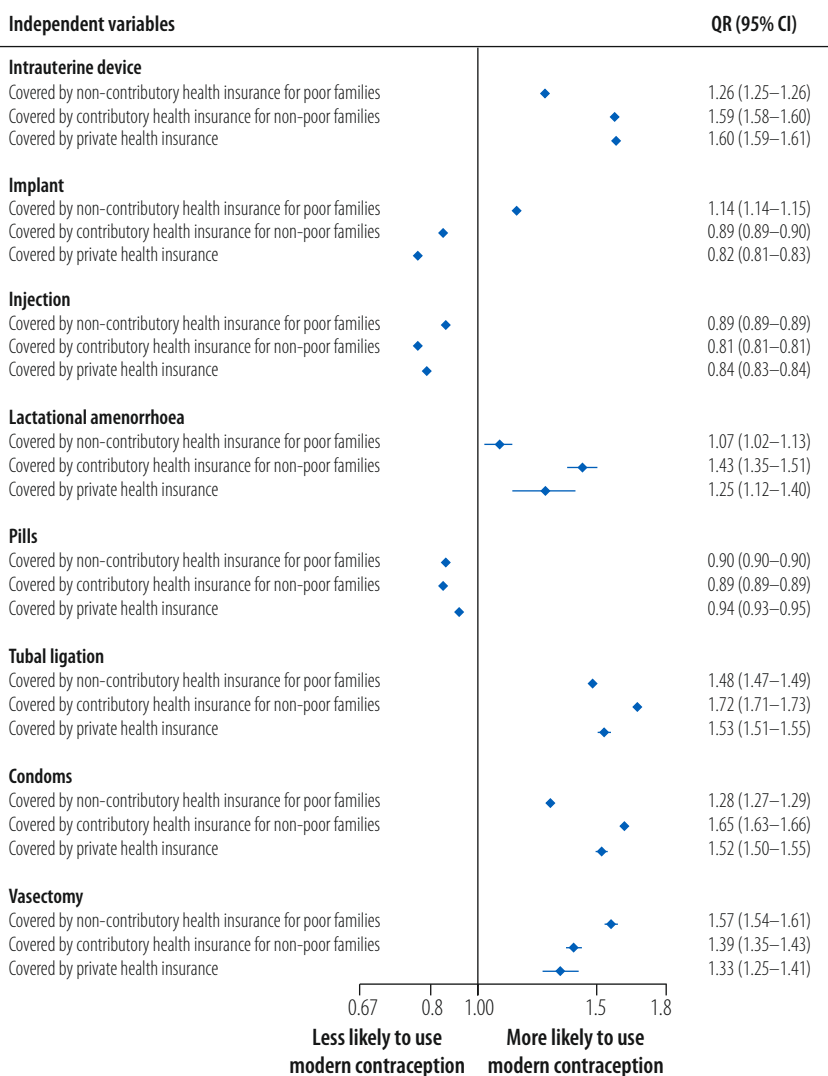 Independent variables QR (95% CI)
Intrauterine device
Covered by non-contributory health insurance for poor families 1.26 (1.25–1.26)
Covered by contributory health insurance for non-poor families 1.59 (1.58–1.60)
Covered by private health insurance 1.60 (1.59–1.61)
Implant
Covered by non-contributory health insurance for poor families 1.14 (1.14–1.15)
Covered by contributory health insurance for non-poor families 0.89 (0.89–0.90)
Covered by private health insurance 0.82 (0.81–0.83)
Injection
Covered by non-contributory health insurance for poor families 0.89 (0.89–0.89)
Covered by contributory health insurance for non-poor families 0.81 (0.81–0.81)
Covered by private health insurance 0.84 (0.83–0.84)
Lactational amenorrhoea
Covered by non-contributory health insurance for poor families 1.07 (1.02–1.13)
Covered by contributory health insurance for non-poor families 1.43 (1.35–1.51)
Covered by private health insurance 1.25 (1.12–1.40)
Pills
Covered by non-contributory health insurance for poor families 0.90 (0.90–0.90)
Covered by contributory health insurance for non-poor families 0.89 (0.89–0.89)
Covered by private health insurance 0.94 (0.93–0.95)
Tubal ligation
Covered by non-contributory health insurance for poor families 1.48 (1.47–1.49)
Covered by contributory health insurance for non-poor families 1.72 (1.71–1.73)
Covered by private health insurance 1.53 (1.51–1.55)
Condoms
Covered by non-contributory health insurance for poor families 1.28 (1.27–1.29)
Covered by contributory health insurance for non-poor families 1.65 (1.63–1.66)
Covered by private health insurance 1.52 (1.50–1.55)
Vasectomy
Covered by non-contributory health insurance for poor families 1.57 (1.54–1.61)
Covered by contributory health insurance for non-poor families 1.39 (1.35–1.43)
Covered by private health insurance 1.33 (1.25–1.41)
0.67 0.8 1.00 1.5 1.8
Less likely to use More likely to use
modern contraception modern contraception